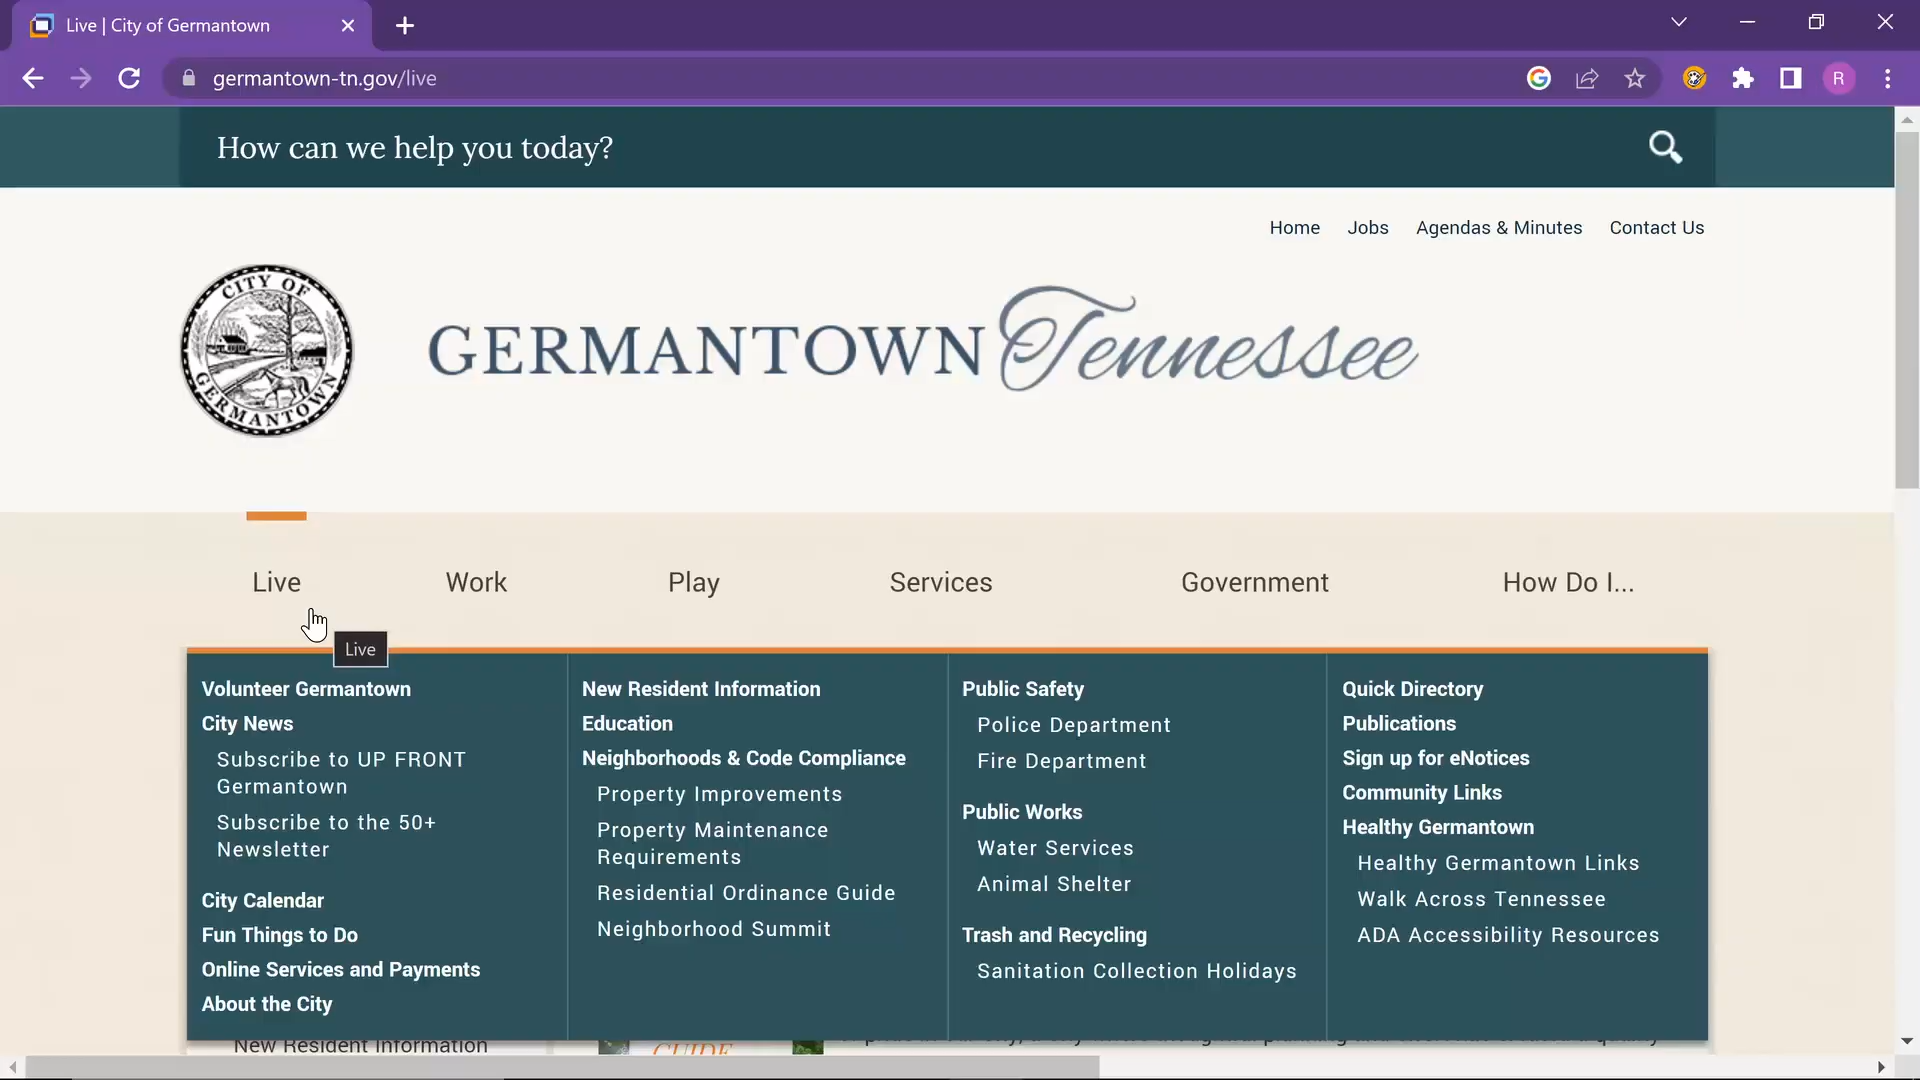 Live | City of Germantown
germantown-tn.gov/live
R
How can we help you today?
Home Jobs Agendas & Minutes Contact Us
CITY OF
GERMANTOWN
GERMANTOWN Tennessee
Live Work Play Services Government How Do I...
Live
Volunteer Germantown
City News
Subscribe to UP FRONT
Germantown
Subscribe to the 50+
Newsletter
City Calendar
Fun Things to Do
Online Services and Payments
About the City
New Resident Information
Education
Neighborhoods & Code Compliance
Property Improvements
Property Maintenance
Requirements
Residential Ordinance Guide
Neighborhood Summit
Public Safety
Police Department
Fire Department
Public Works
Water Services
Animal Shelter
Trash and Recycling
Sanitation Collection Holidays
Quick Directory
Publications
Sign up for eNotices
Community Links
Healthy Germantown
Healthy Germantown Links
Walk Across Tennessee
ADA Accessibility Resources
New Resident Information
GUIDE